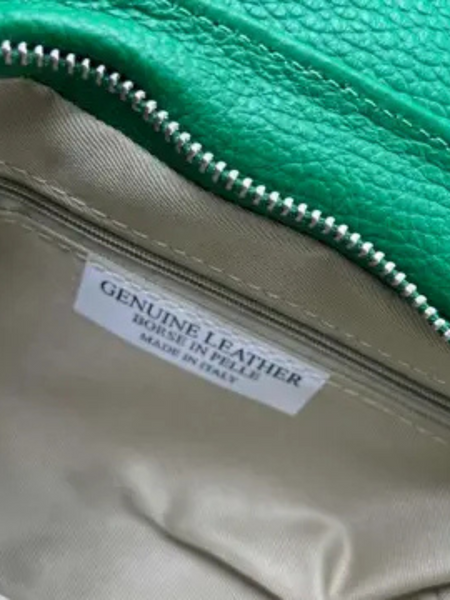 GENUINE LEATHER
BORSE IN PELLE
MADE IN ITALY